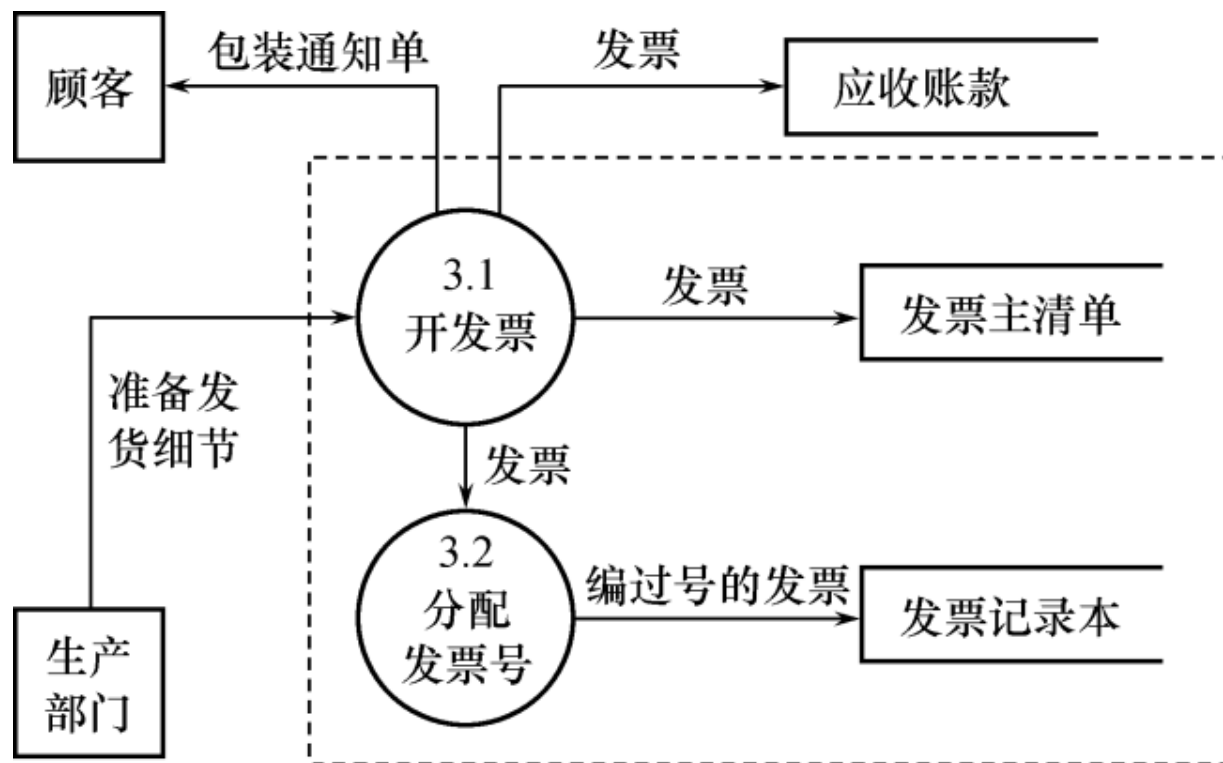 包装通知单
发票
顾客
应收账款
3.1
开发票
发票
发票主清单
准备发
货细节
发票
3.2
分配
发票号
编过号的发票
发票记录本
生产
部门